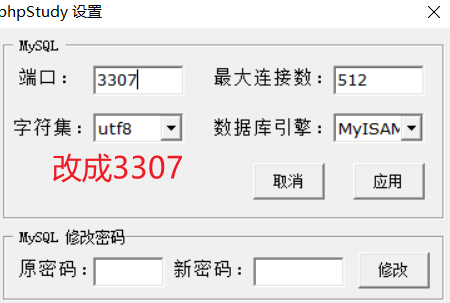 phpStudy 设置
MySQL
端口： 3307 最大连接数： 512
字符集： utf8 数据库引擎： MyISAM
改成3307
取消 应用
MySQL 修改密码
原密码： 新密码： 修改